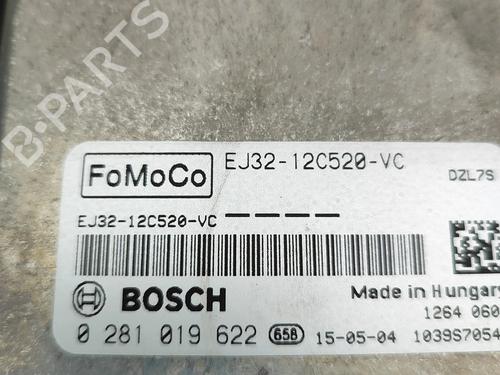 B-PARTS
FoMoCo
EJ32-12C520-VC
DZL7S
EJ32-12C520-VC
BOSCH
Made in Hungary
0 281 019 622
658
15-05-04
1264 060
1039S7054